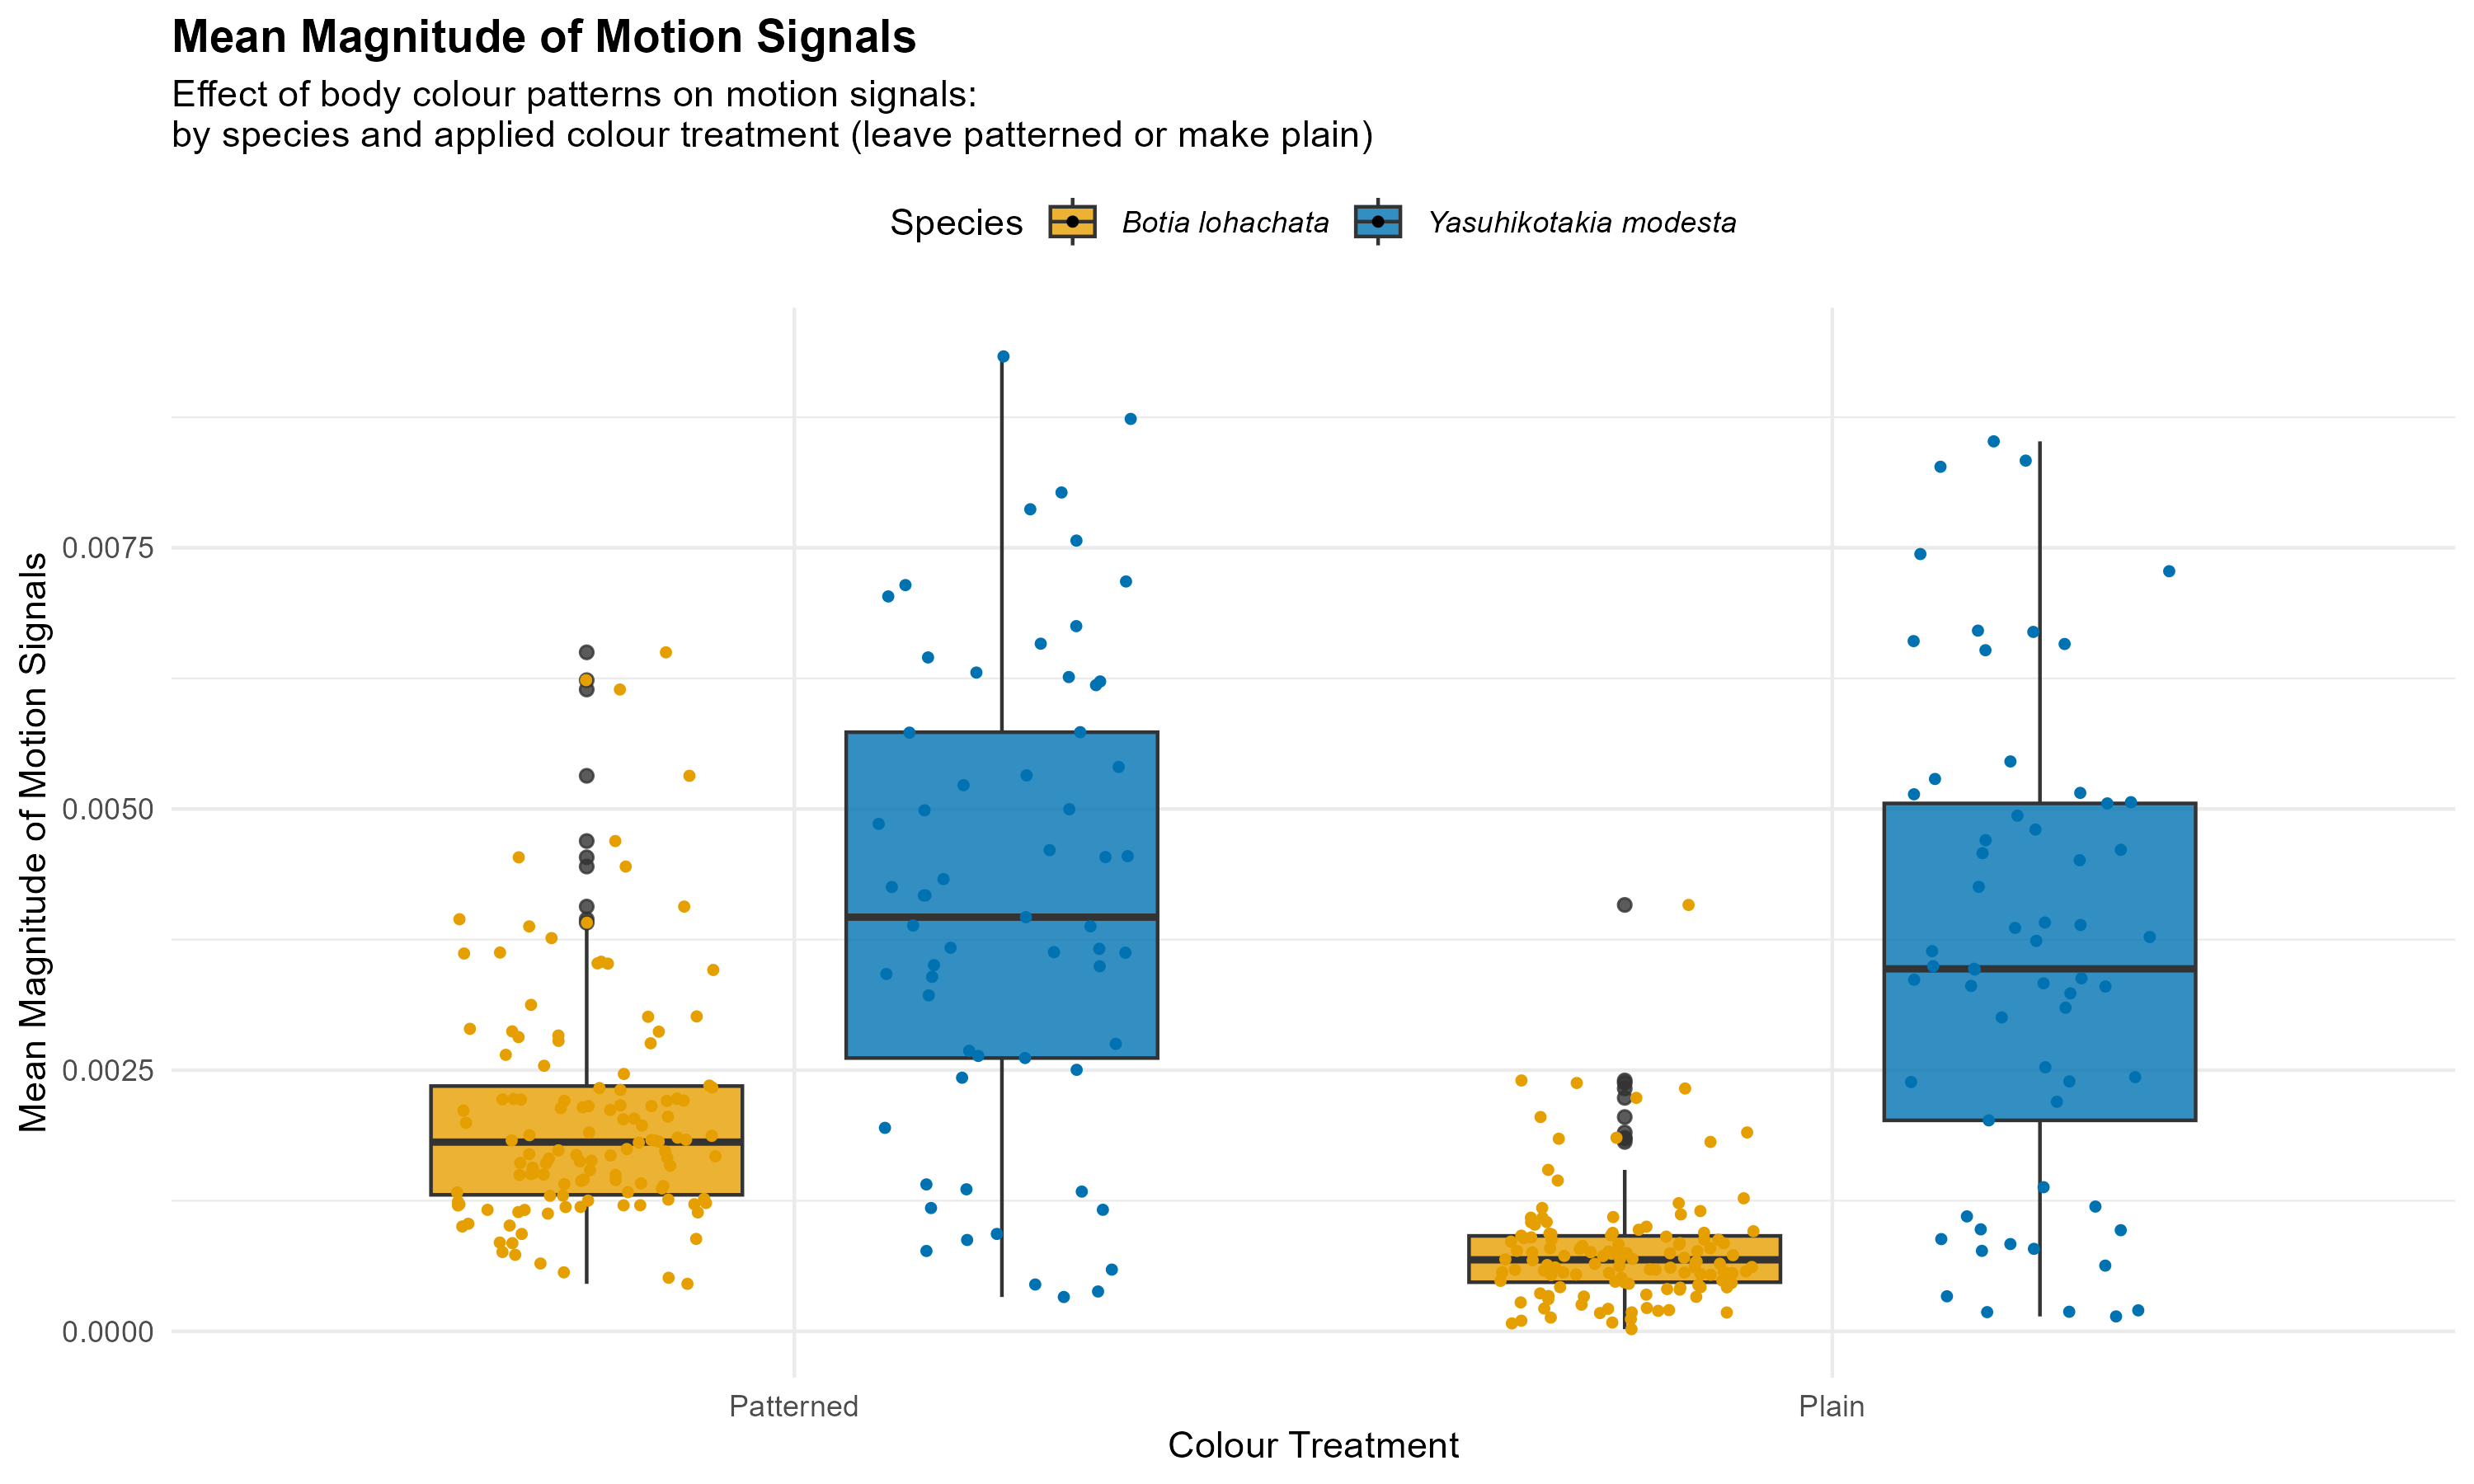 Mean Magnitude of Motion Signals
Effect of body colour patterns on motion signals:
by species and applied colour treatment (leave patterned or make plain)
Species Botia lohachata Yasuhikotakia modesta
Mean Magnitude of Motion Signals
0.0075
0.0050
0.0025
0.0000
Patterned Plain
Colour Treatment